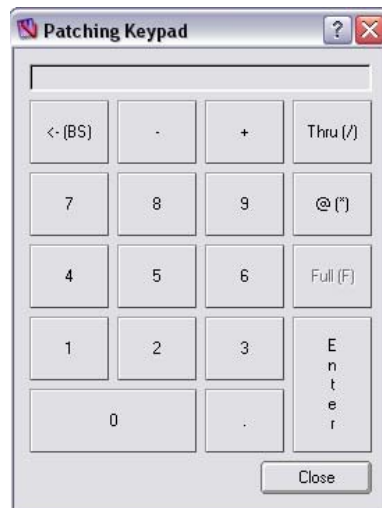 Patching Keypad ?
<- (BS) - + Thru (/)
7 8 9 @ (*)
4 5 6 Full (F)
1 2 3 Enter
0 .
Close